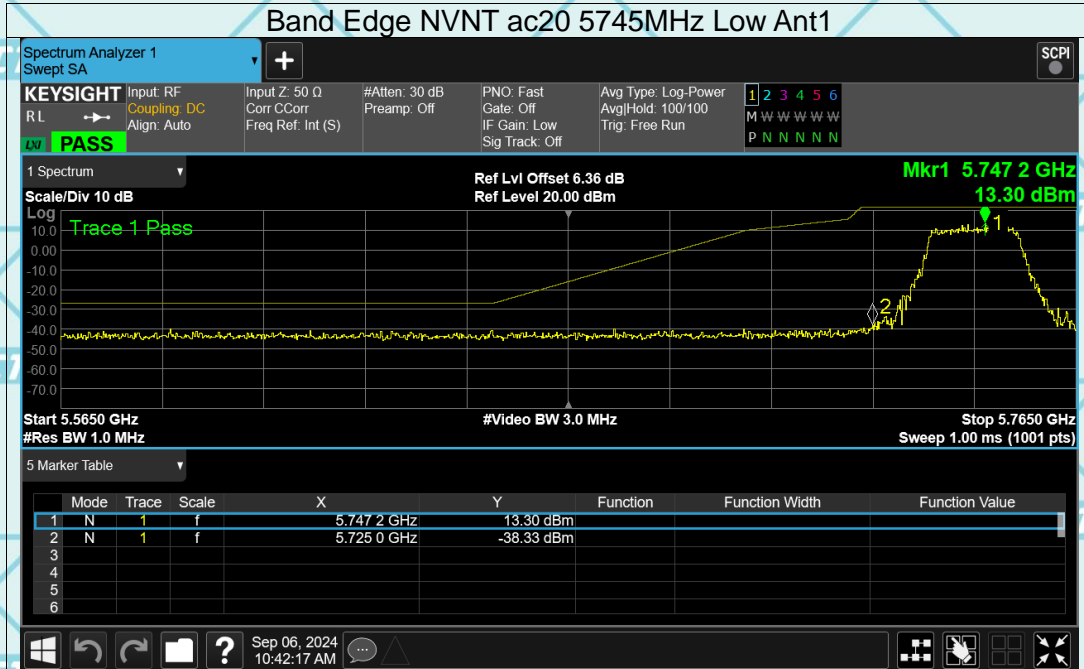 Band Edge NVNT ac20 5745MHz Low Ant1
Spectrum Analyzer 1
Swept SA
+
SCPI
KEYSIGHT
RL
LXI PASS
Input: RF
Coupling: DC
Align: Auto
Input Z: 50 Ω
Corr CCorr
Freq Ref: Int (S)
#Atten: 30 dB
Preamp: Off
PNO: Fast
Gate: Off
IF Gain: Low
Sig Track: Off
Avg Type: Log-Power
Avg|Hold: 100/100
Trig: Free Run
1 2 3 4 5 6
M W W W W W
P N N N N N
1 Spectrum
Scale/Div 10 dB
Ref Lvl Offset 6.36 dB
Ref Level 20.00 dBm
Mkr1 5.747 2 GHz
13.30 dBm
Log
Trace 1 Pass
10.0
0.00
-10.0
-20.0
-30.0
-40.0
-50.0
-60.0
-70.0
1
2
Start 5.5650 GHz
#Video BW 3.0 MHz
Stop 5.7650 GHz
#Res BW 1.0 MHz
Sweep 1.00 ms (1001 pts)
5 Marker Table
Mode Trace Scale X Y Function Function Width Function Value
1 N 1 f 5.747 2 GHz 13.30 dBm
2 N 1 f 5.725 0 GHz -38.33 dBm
3
4
5
6
?
Sep 06, 2024
10:42:17 AM